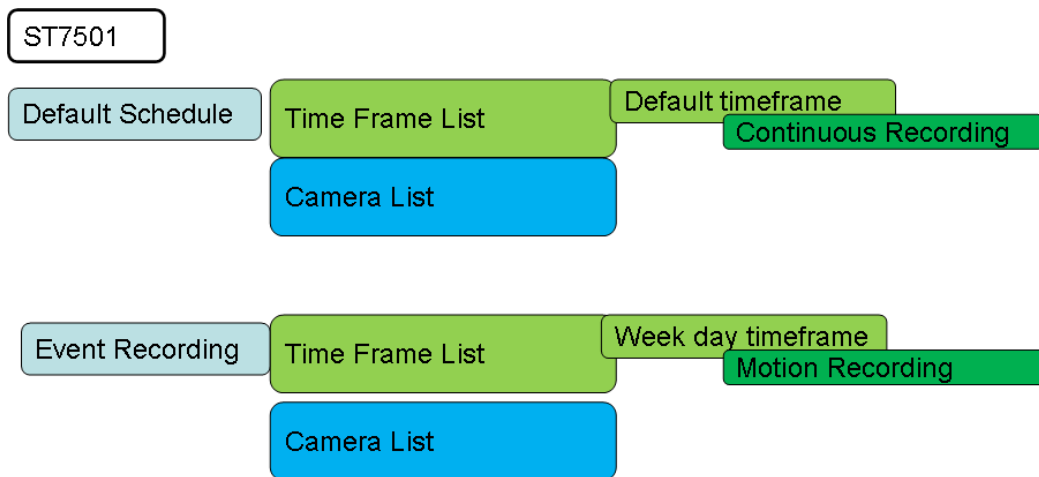 ST7501
Default Schedule
Time Frame List
Default timeframe
Continuous Recording
Camera List
Event Recording
Time Frame List
Week day timeframe
Motion Recording
Camera List